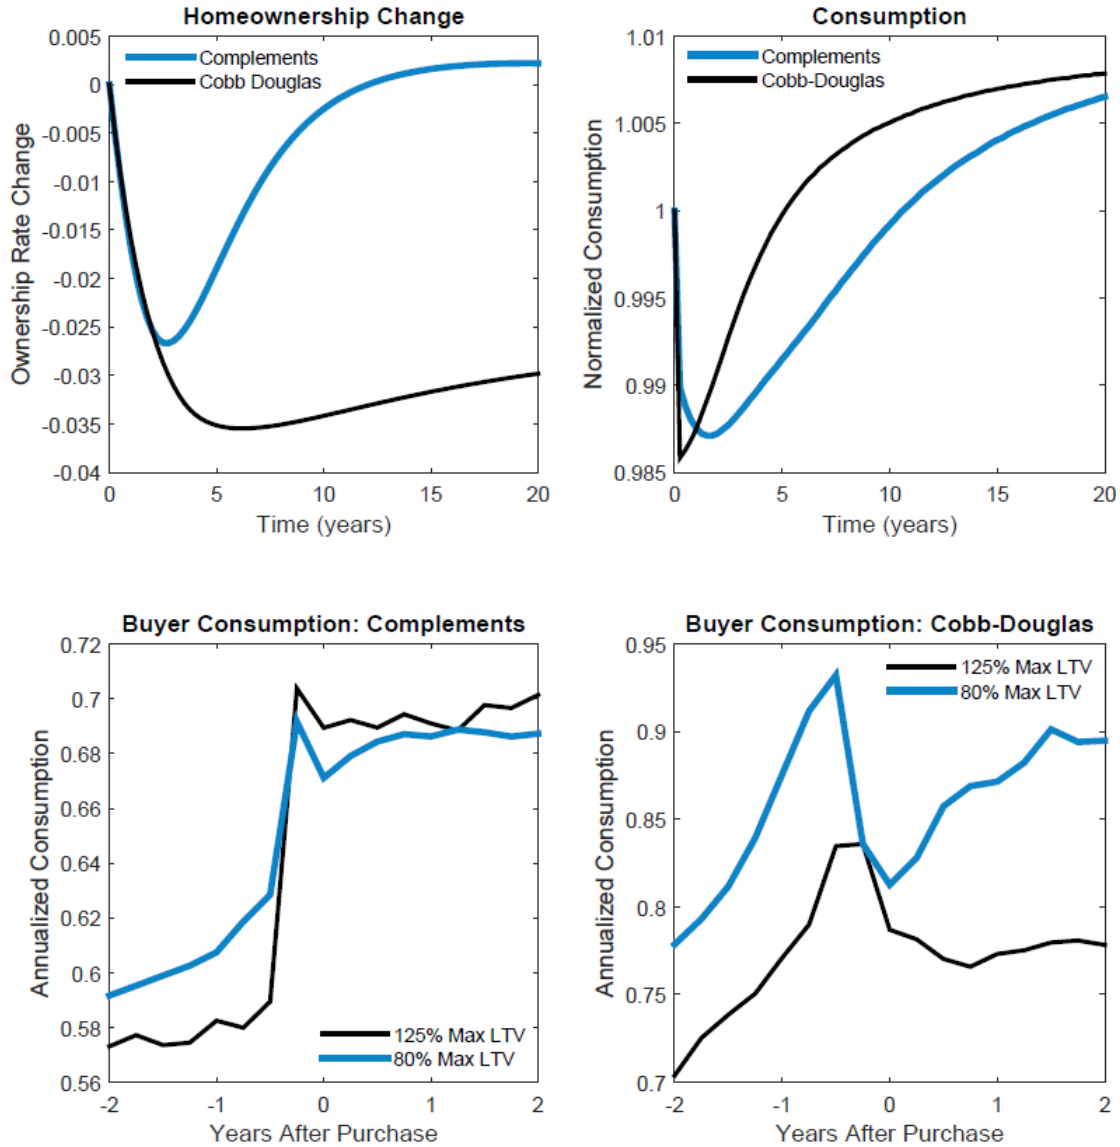 Homeownership Change
0.005
0
-0.005
-0.01
-0.015
-0.02
-0.025
-0.03
-0.035
-0.04
Ownership Rate Change
Complements
Cobb Douglas
0 5 10 15 20
Time (years)
Consumption
1.01
1.005
1
0.995
0.99
0.985
Normalized Consumption
Complements
Cobb-Douglas
0 5 10 15 20
Time (years)
Buyer Consumption: Complements
0.72
0.7
0.68
0.66
0.64
0.62
0.6
0.58
0.56
Annualized Consumption
125% Max LTV
80% Max LTV
-2 -1 0 1 2
Years After Purchase
Buyer Consumption: Cobb-Douglas
0.95
0.9
0.85
0.8
0.75
0.7
Annualized Consumption
125% Max LTV
80% Max LTV
-2 -1 0 1 2
Years After Purchase